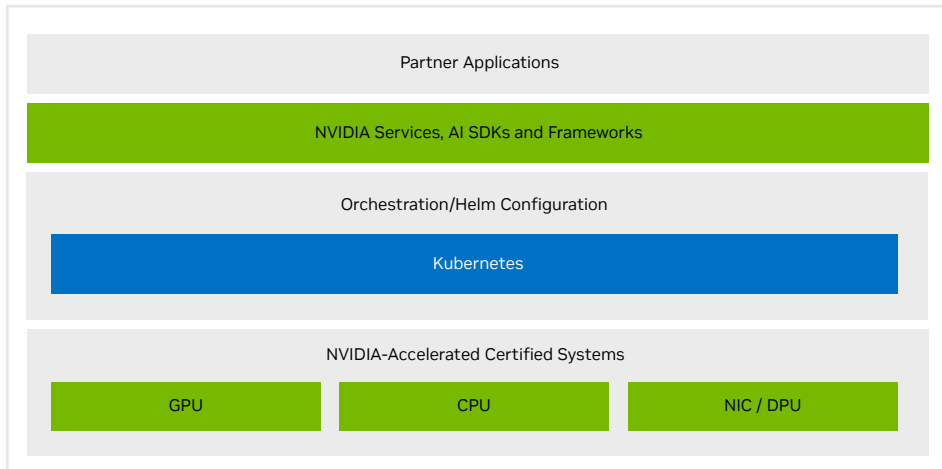 Partner Applications
NVIDIA Services, AI SDKs and Frameworks
Orchestration/Helm Configuration
Kubernetes
NVIDIA-Accelerated Certified Systems
GPU
CPU
NIC / DPU